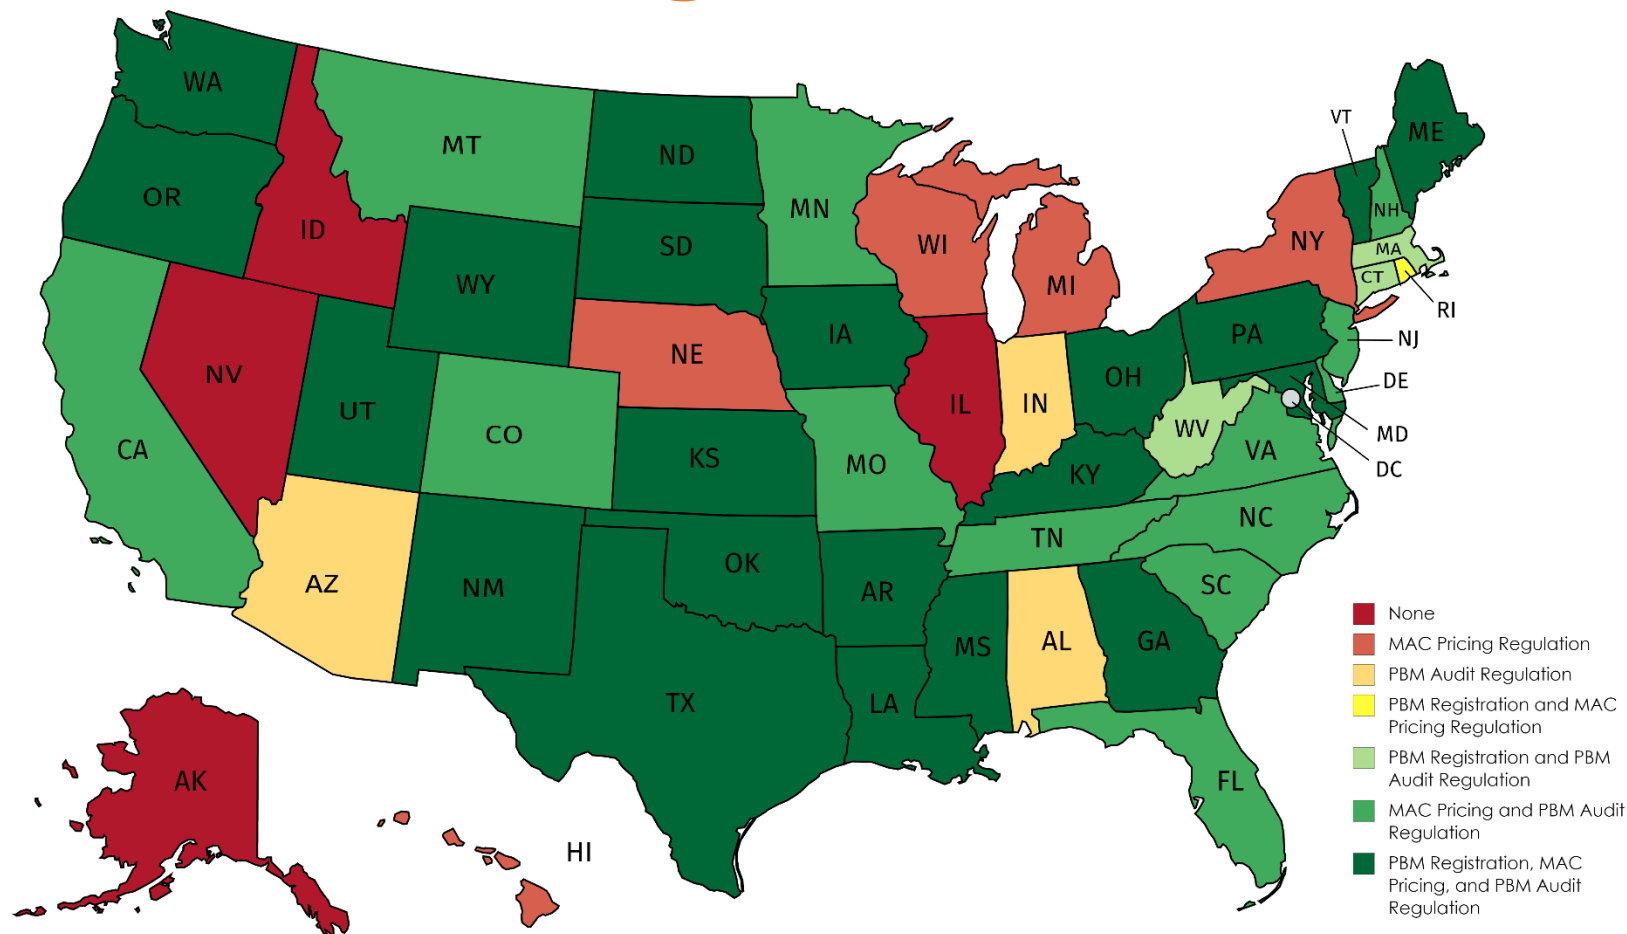 WA
OR
ID
MT
ND
MN
WI
MI
NY
VT
NH
ME
MA
CT
RI
NJ
DE
MD
DC
SD
WY
NE
IA
IL
IN
OH
PA
WV
VA
KY
NC
TN
SC
GA
AL
MS
LA
AR
MO
KS
OK
TX
NM
CO
UT
NV
CA
AZ
FL
AK
HI
None
MAC Pricing Regulation
PBM Audit Regulation
PBM Registration and MAC
Pricing Regulation
PBM Registration and PBM
Audit Regulation
MAC Pricing and PBM Audit
Regulation
PBM Registration, MAC
Pricing, and PBM Audit
Regulation